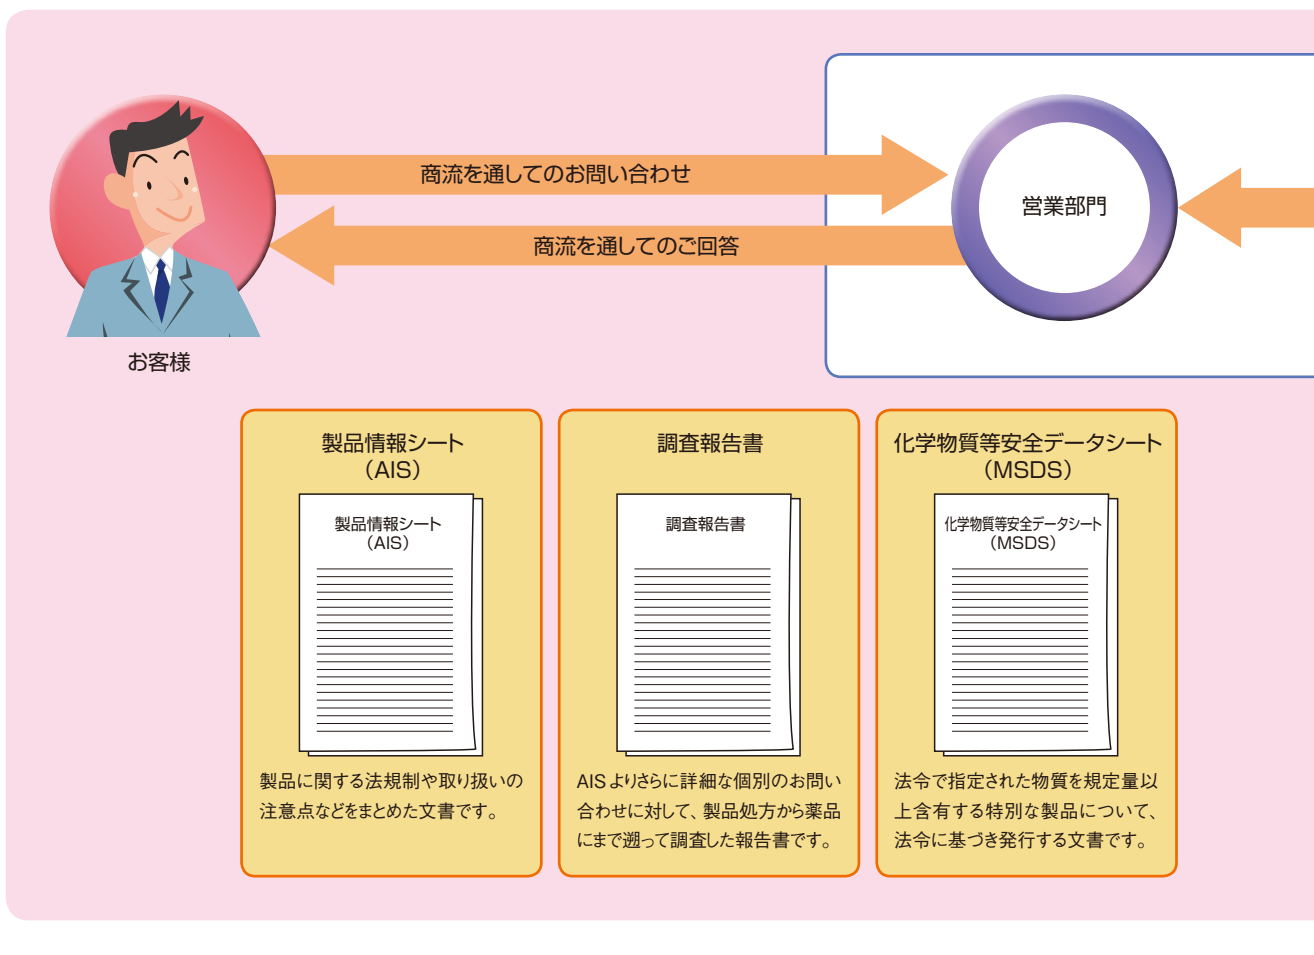 商流を通してのお問い合わせ
営業部門
商流を通してのご回答
お客様
製品情報シート
（AIS）
製品情報シート
（AIS）
製品に関する法規制や取り扱いの
注意点などをまとめた文書です。
調査報告書
調査報告書
AISよりさらに詳細な個別のお問い
合わせに対して、製品処方から薬品
にまで遡って調査した報告書です。
化学物質等安全データシート
（MSDS）
化学物質等安全データシート
（MSDS）
法令で指定された物質を規定量以
上含有する特別な製品について、
法令に基づき発行する文書です。